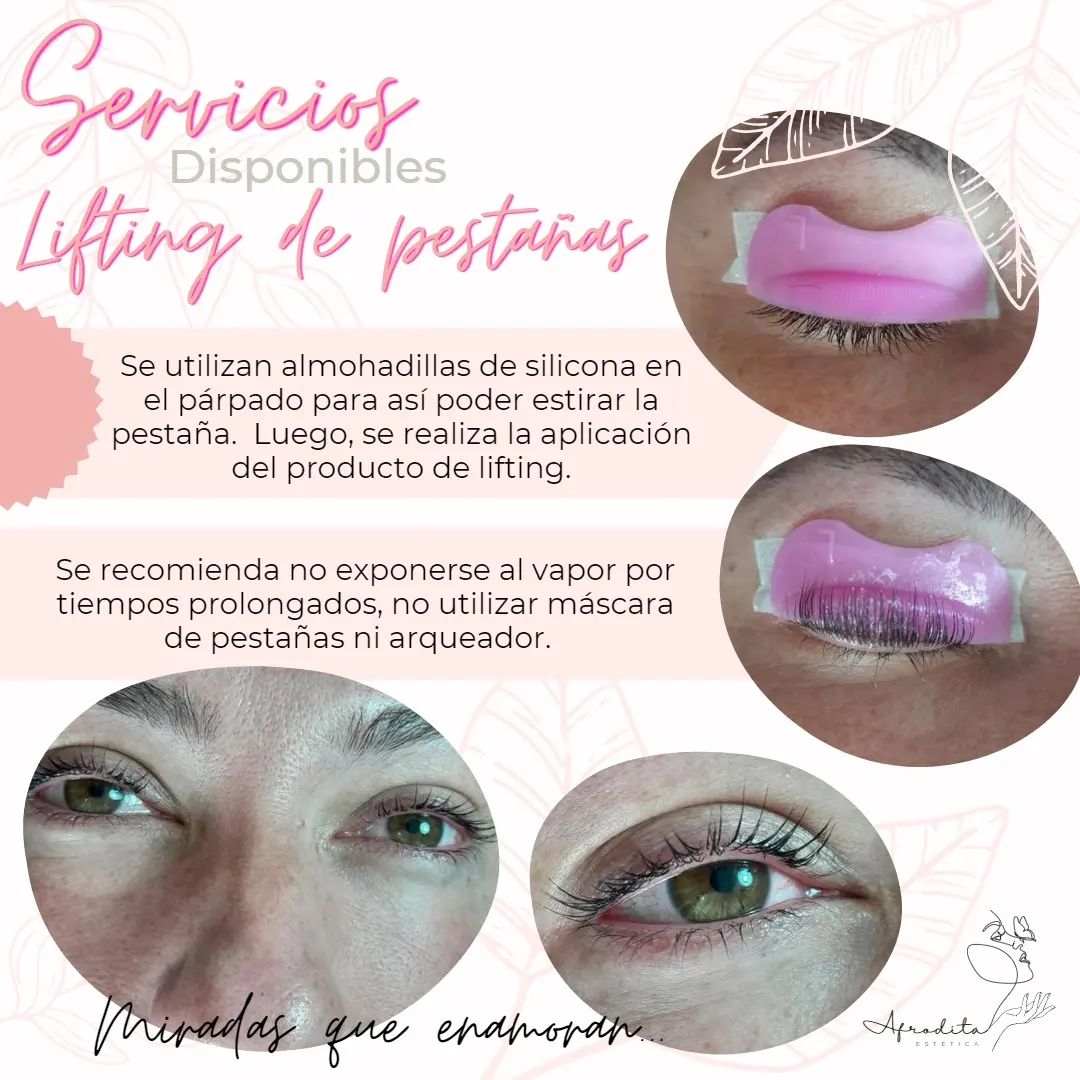 Servicios
Disponibles
Lifting de pestañas
Se utilizan almohadillas de silicona en
el párpado para así poder estirar la
pestaña. Luego, se realiza la aplicación
del producto de lifting.
Se recomienda no exponerse al vapor por
tiempos prolongados, no utilizar máscara
de pestañas ni arqueador.
Miradas que enamoran...
Afrodita
ESTÉTICA